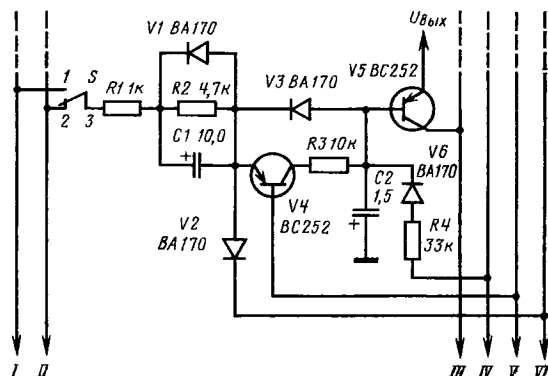 V1 BA170
Uвых
V5 BC252
1 S
R1 1к
R2 4,7к
V3 BA170
2 3
C1 10,0
R3 10к
V6
BA170
+
C2
1,5
V4
BC252
V2
BA170
+
R4
33к
I II III IV V VI